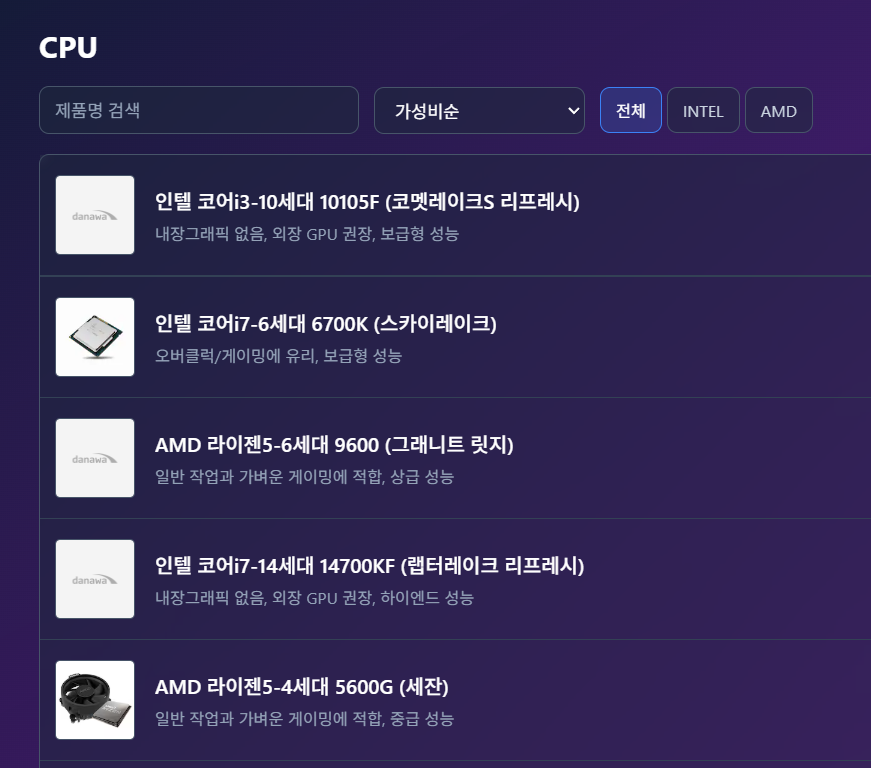 CPU
제품명 검색
가성비순
전체
INTEL
AMD
danawa
인텔 코어i3-10세대 10105F (코멧레이크S 리프레시)
내장그래픽 없음, 외장 GPU 권장, 보급형 성능
인텔 코어i7-6세대 6700K (스카이레이크)
오버클럭/게이밍에 유리, 보급형 성능
danawa
AMD 라이젠5-6세대 9600 (그래니트 릿지)
일반 작업과 가벼운 게이밍에 적합, 상급 성능
danawa
인텔 코어i7-14세대 14700KF (랩터레이크 리프레시)
내장그래픽 없음, 외장 GPU 권장, 하이엔드 성능
AMD 라이젠5-4세대 5600G (세잔)
일반 작업과 가벼운 게이밍에 적합, 중급 성능